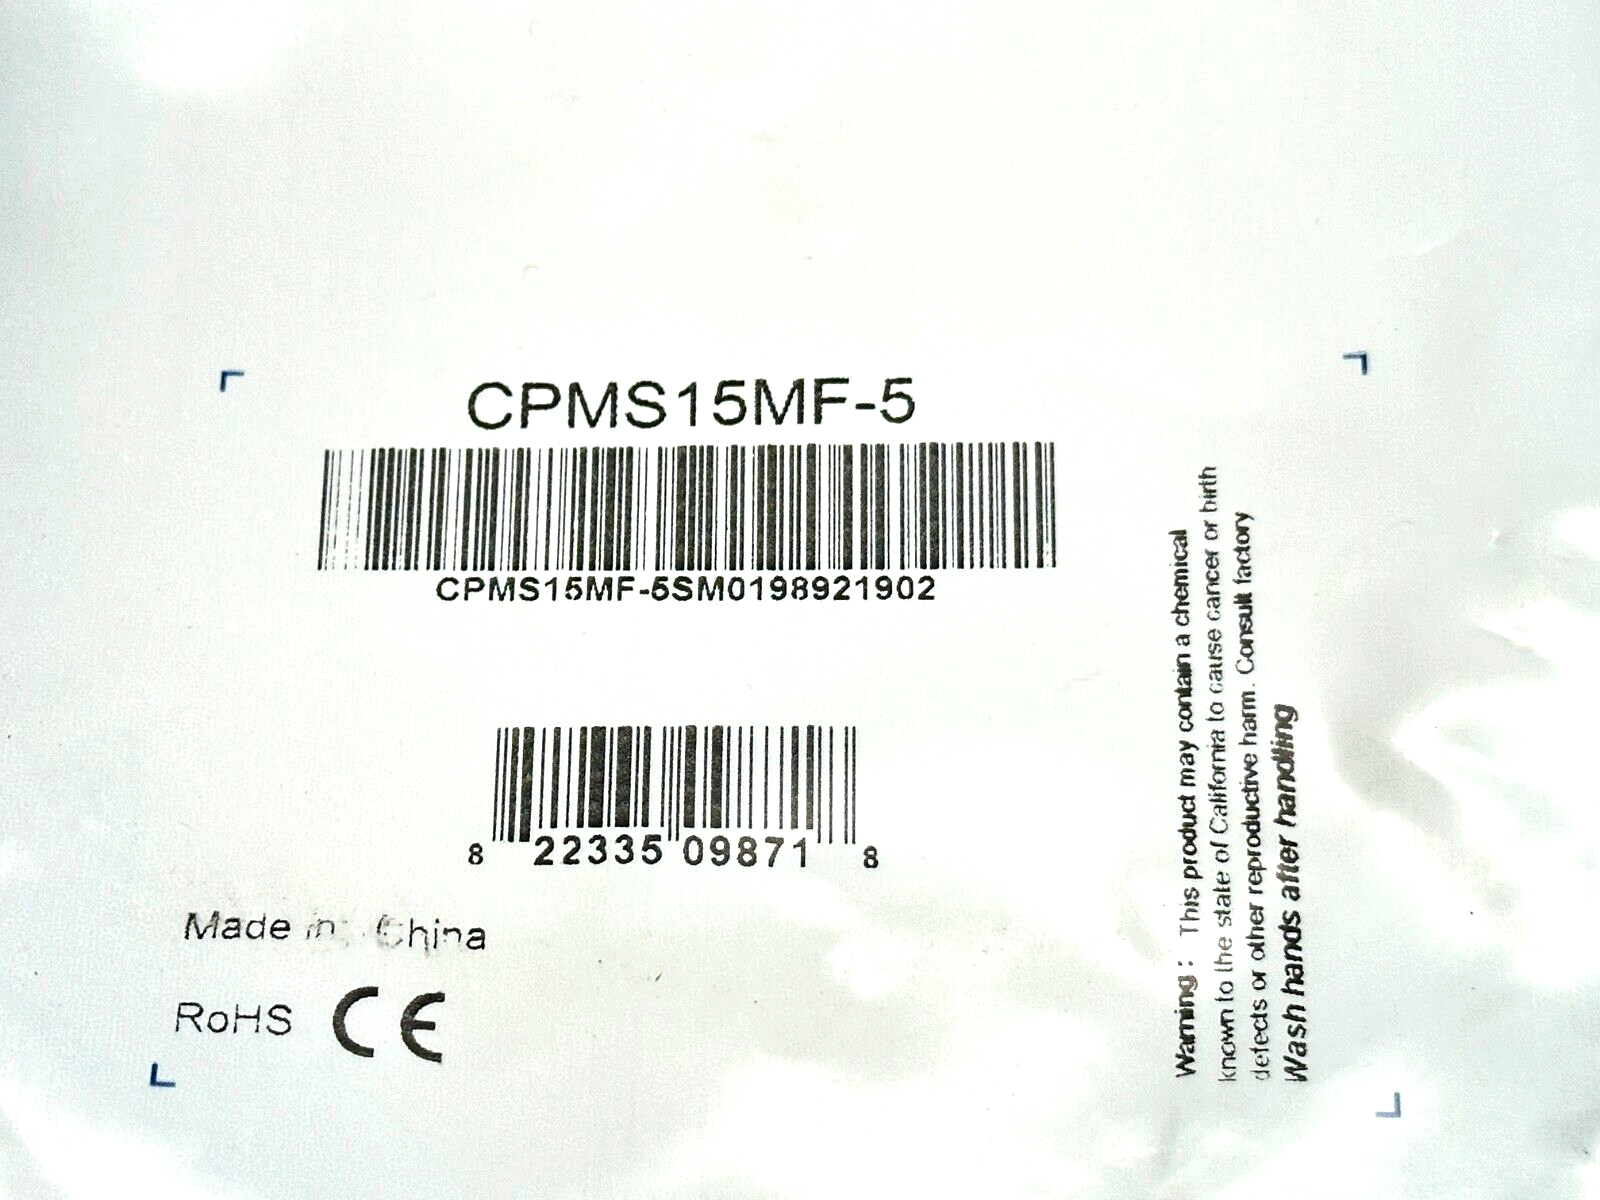 CPMS15MF-5
CPMS15MF-5SM0198921902
8 22335 09871 8
Made in China
RoHS CE
Warning : This product may contain a chemical
known to the state of California to cause cancer or birth
defects or other reproductive harm. Consult factory
Wash hands after handling